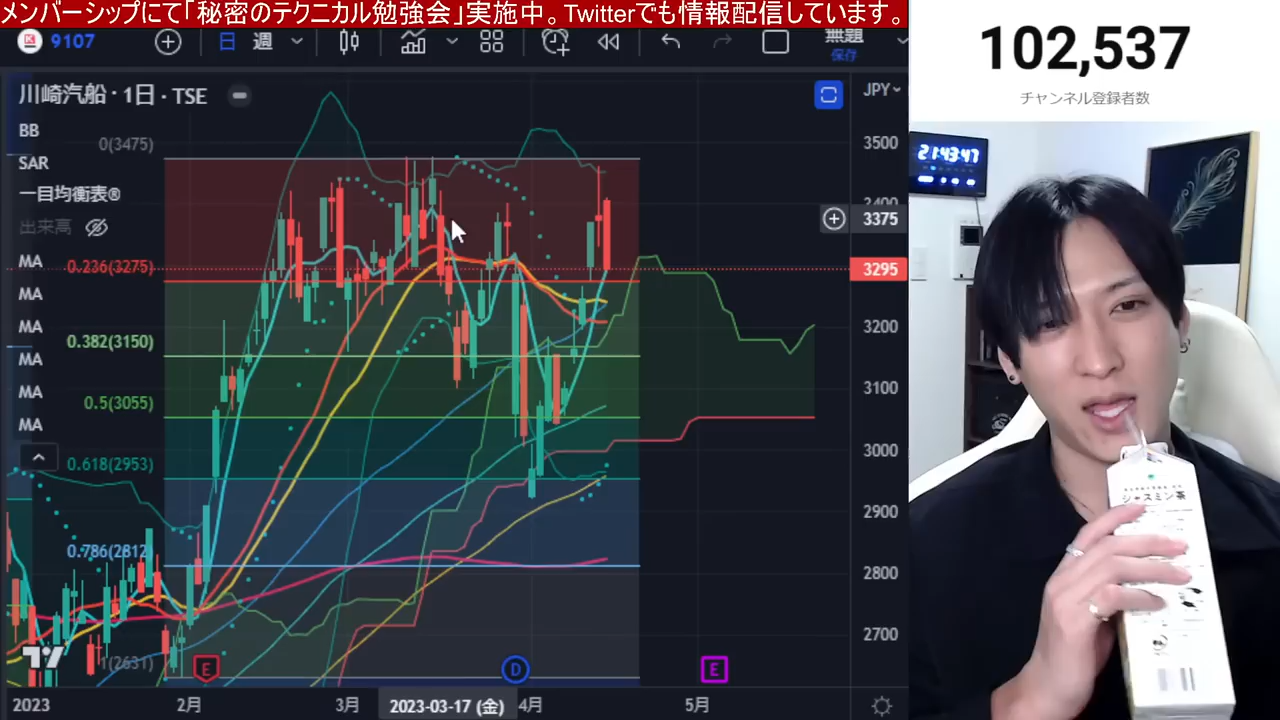 メンバーシップにて「秘密のテクニカル勉強会」実施中。Twitterでも情報配信しています。
9107
日
週
無題
保存
102,537
チャンネル登録者数
川崎汽船・1日・TSE
JPY
BB
SAR
一目均衡表®
出来高
MA
MA
MA
MA
MA
MA
0(3475)
0.236(3275)
0.382(3150)
0.5(3055)
0.618(2953)
0.786(2812)
1(2631)
3500
3400
3375
3295
3200
3100
3000
2900
2800
2700
E
D
E
2023
2月
3月
2023-03-17 (金)
4月
5月
21:43:47
ジャスミン茶